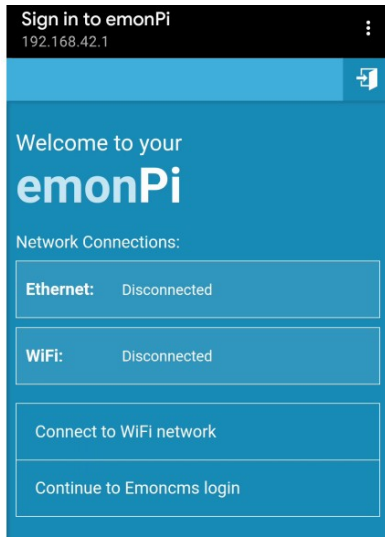 Sign in to emonPi
192.168.42.1
Welcome to your
emonPi
Network Connections:
Ethernet: Disconnected
WiFi: Disconnected
Connect to WiFi network
Continue to Emoncms login